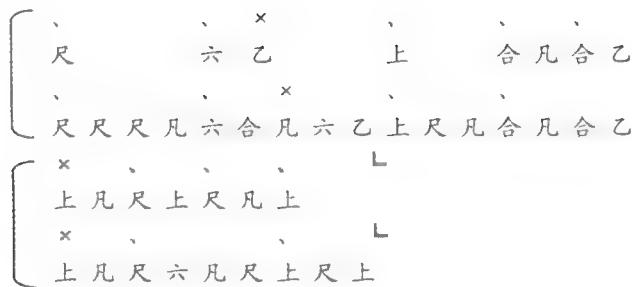 、 、 × 、 、 、
尺 六 乙 上 合 凡 合 乙
、 、 × 、 、
尺 尺 尺 凡 六 合 凡 六 乙 上 尺 凡 合 凡 合 乙
× 、 、 、 ㄴ
上 凡 尺 上 尺 凡 上
× 、 、 ㄴ
上 凡 尺 六 凡 尺 上 尺 上